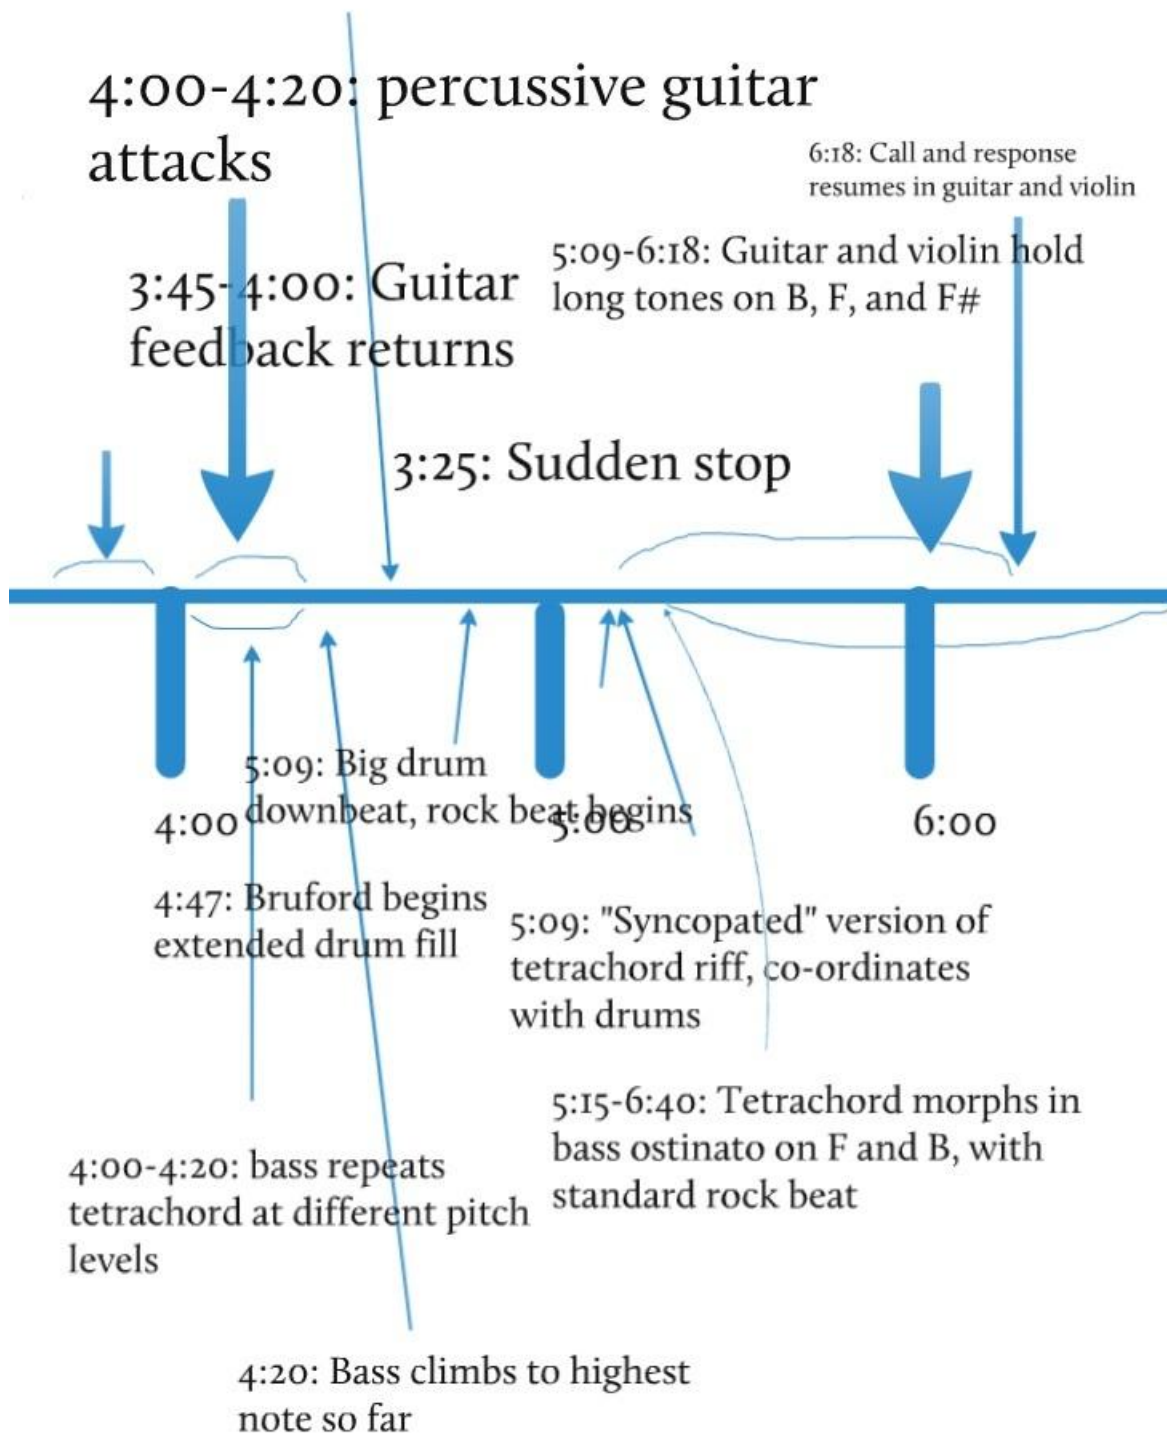 4:00-4:20: percussive guitar
attacks
6:18: Call and response
resumes in guitar and violin
3:45-4:00: Guitar
feedback returns
5:09-6:18: Guitar and violin hold
long tones on B, F, and F#
3:25: Sudden stop
5:09: Big drum
downbeat, rock beat begins
4:00
5:00
6:00
4:47: Bruford begins
extended drum fill
5:09: "Syncopated" version of
tetrachord riff, co-ordinates
with drums
5:15-6:40: Tetrachord morphs in
bass ostinato on F and B, with
standard rock beat
4:00-4:20: bass repeats
tetrachord at different pitch
levels
4:20: Bass climbs to highest
note so far